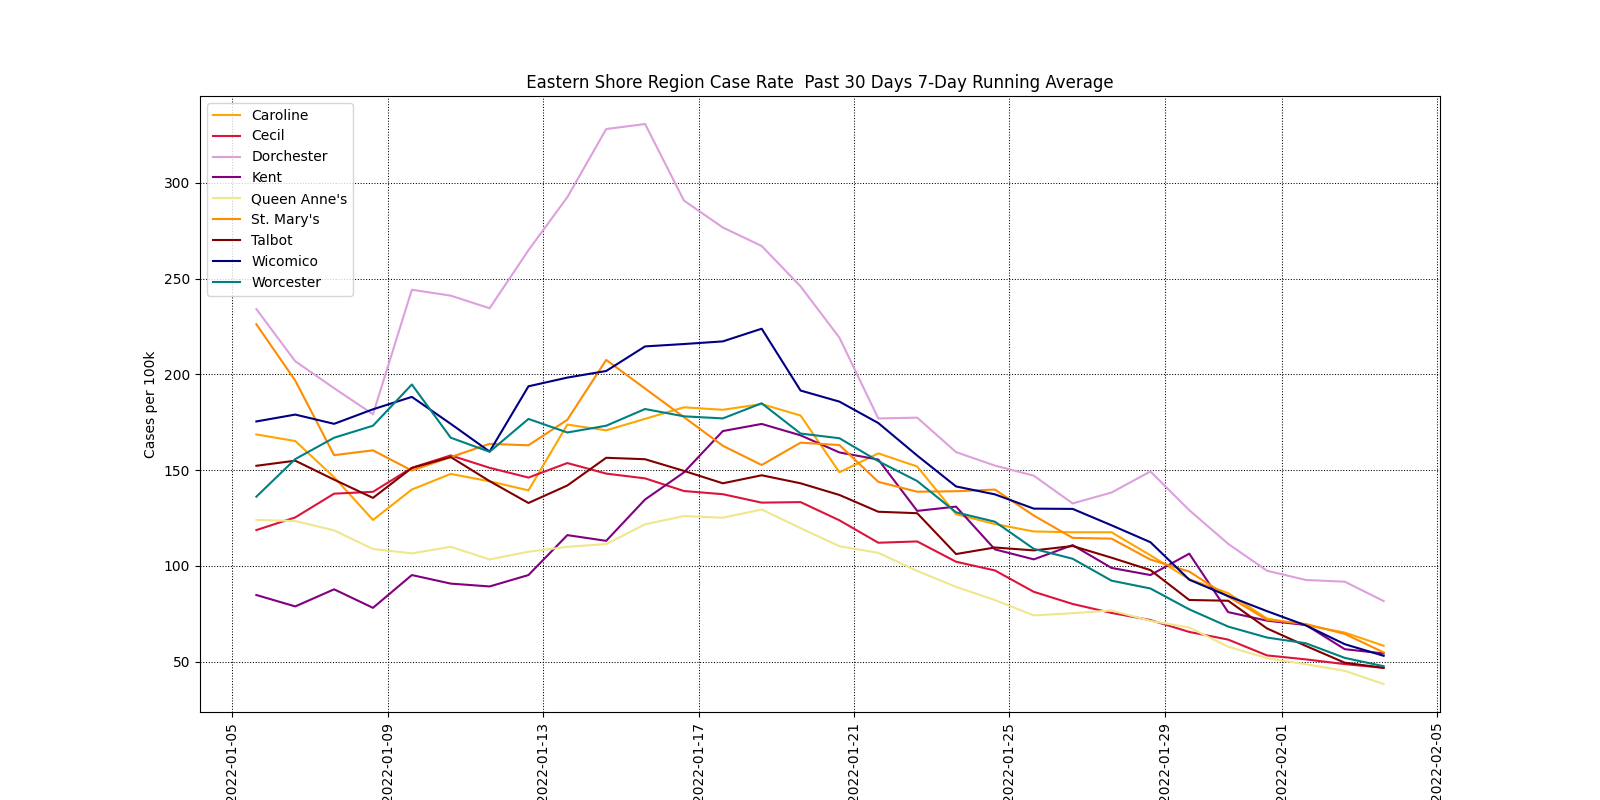 Eastern Shore Region Case Rate  Past 30 Days 7-Day Running Average
Caroline
Cecil
Dorchester
Kent
Queen Anne's
St. Mary's
Talbot
Wicomico
Worcester
Cases per 100k
300
250
200
150
100
50
2022-01-05
2022-01-09
2022-01-13
2022-01-17
2022-01-21
2022-01-25
2022-01-29
2022-02-01
2022-02-05